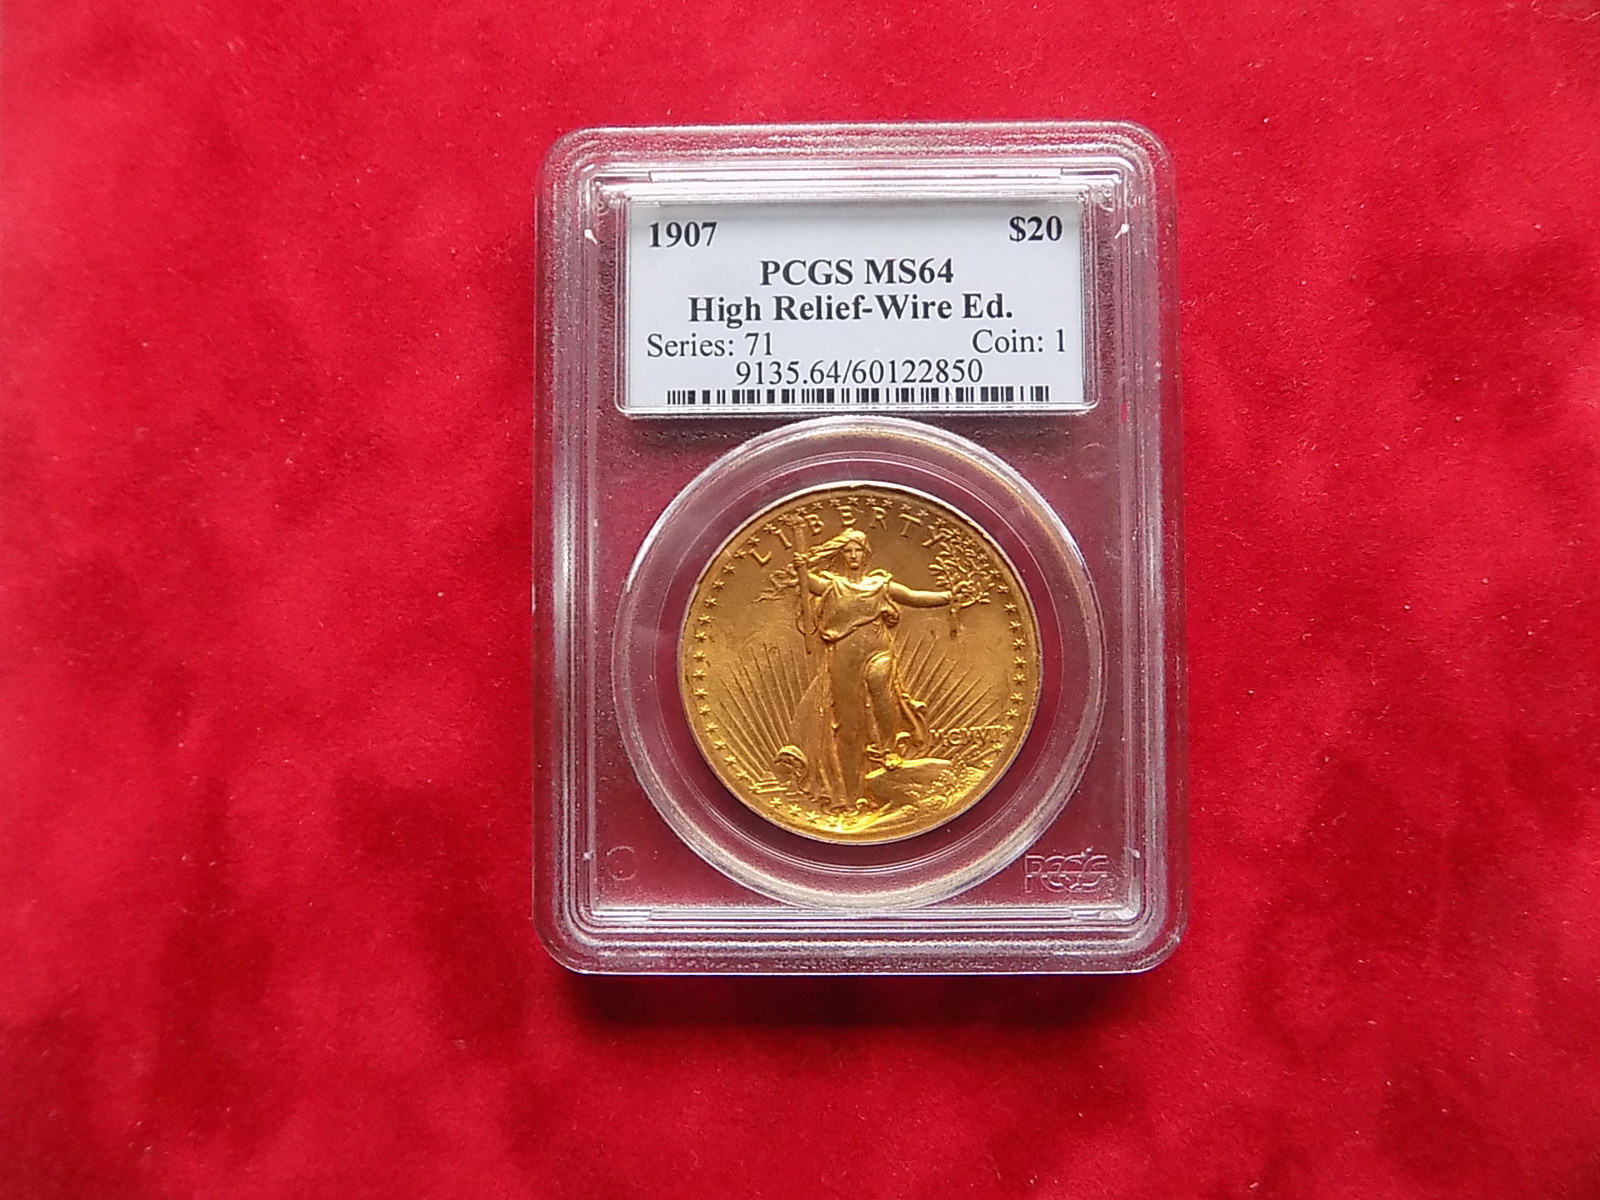 1907 $20
PCGS MS64
High Relief-Wire Ed.
Series: 71 Coin: 1
9135.64/60122850
LIBERTY
MCMVII
PCGS